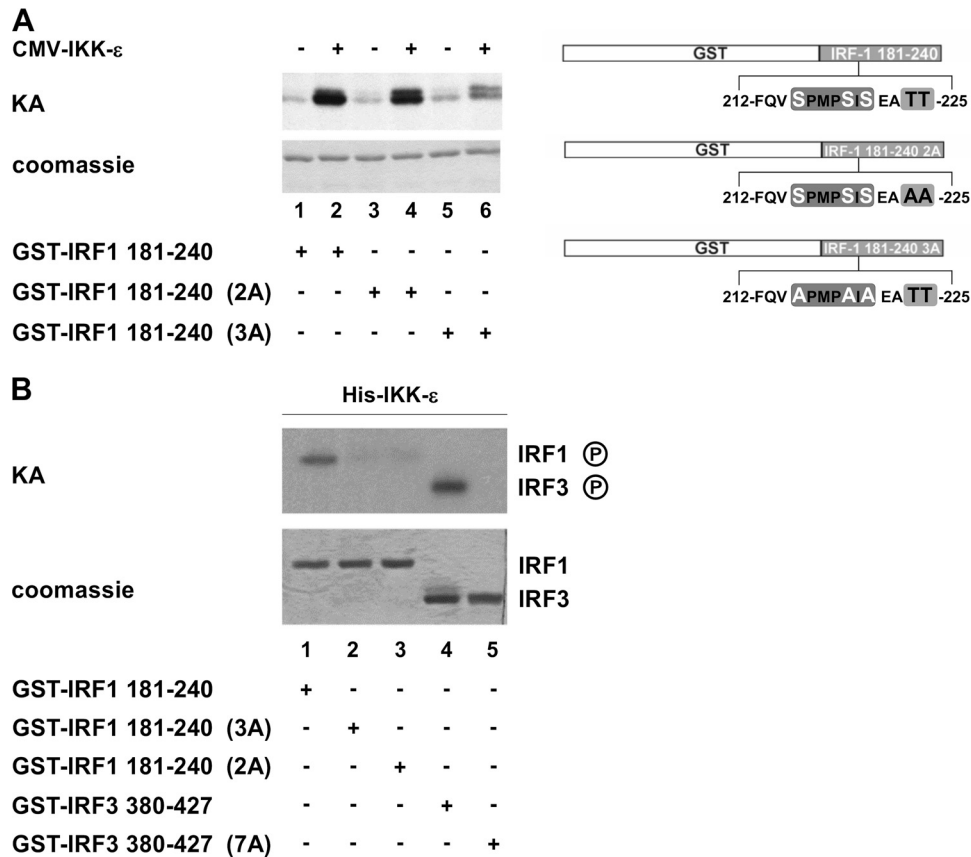 A
CMV-IKK-ε - + - + - +
KA
coomassie
1 2 3 4 5 6
GST-IRF1 181-240 + + - - - -
GST-IRF1 181-240 (2A) - - + + - -
GST-IRF1 181-240 (3A) - - - - + +
GST IRF-1 181-240
212-FQV SPMPSIS EA TT -225
GST IRF-1 181-240 2A
212-FQV SPMPSIS EA AA -225
GST IRF-1 181-240 3A
212-FQV APMPAIA EA TT -225
B
His-IKK-ε
KA
IRF1 P
IRF3 P
coomassie
IRF1
IRF3
1 2 3 4 5
GST-IRF1 181-240 + - - - -
GST-IRF1 181-240 (3A) - + - - -
GST-IRF1 181-240 (2A) - - + - -
GST-IRF3 380-427 - - - + -
GST-IRF3 380-427 (7A) - - - - +